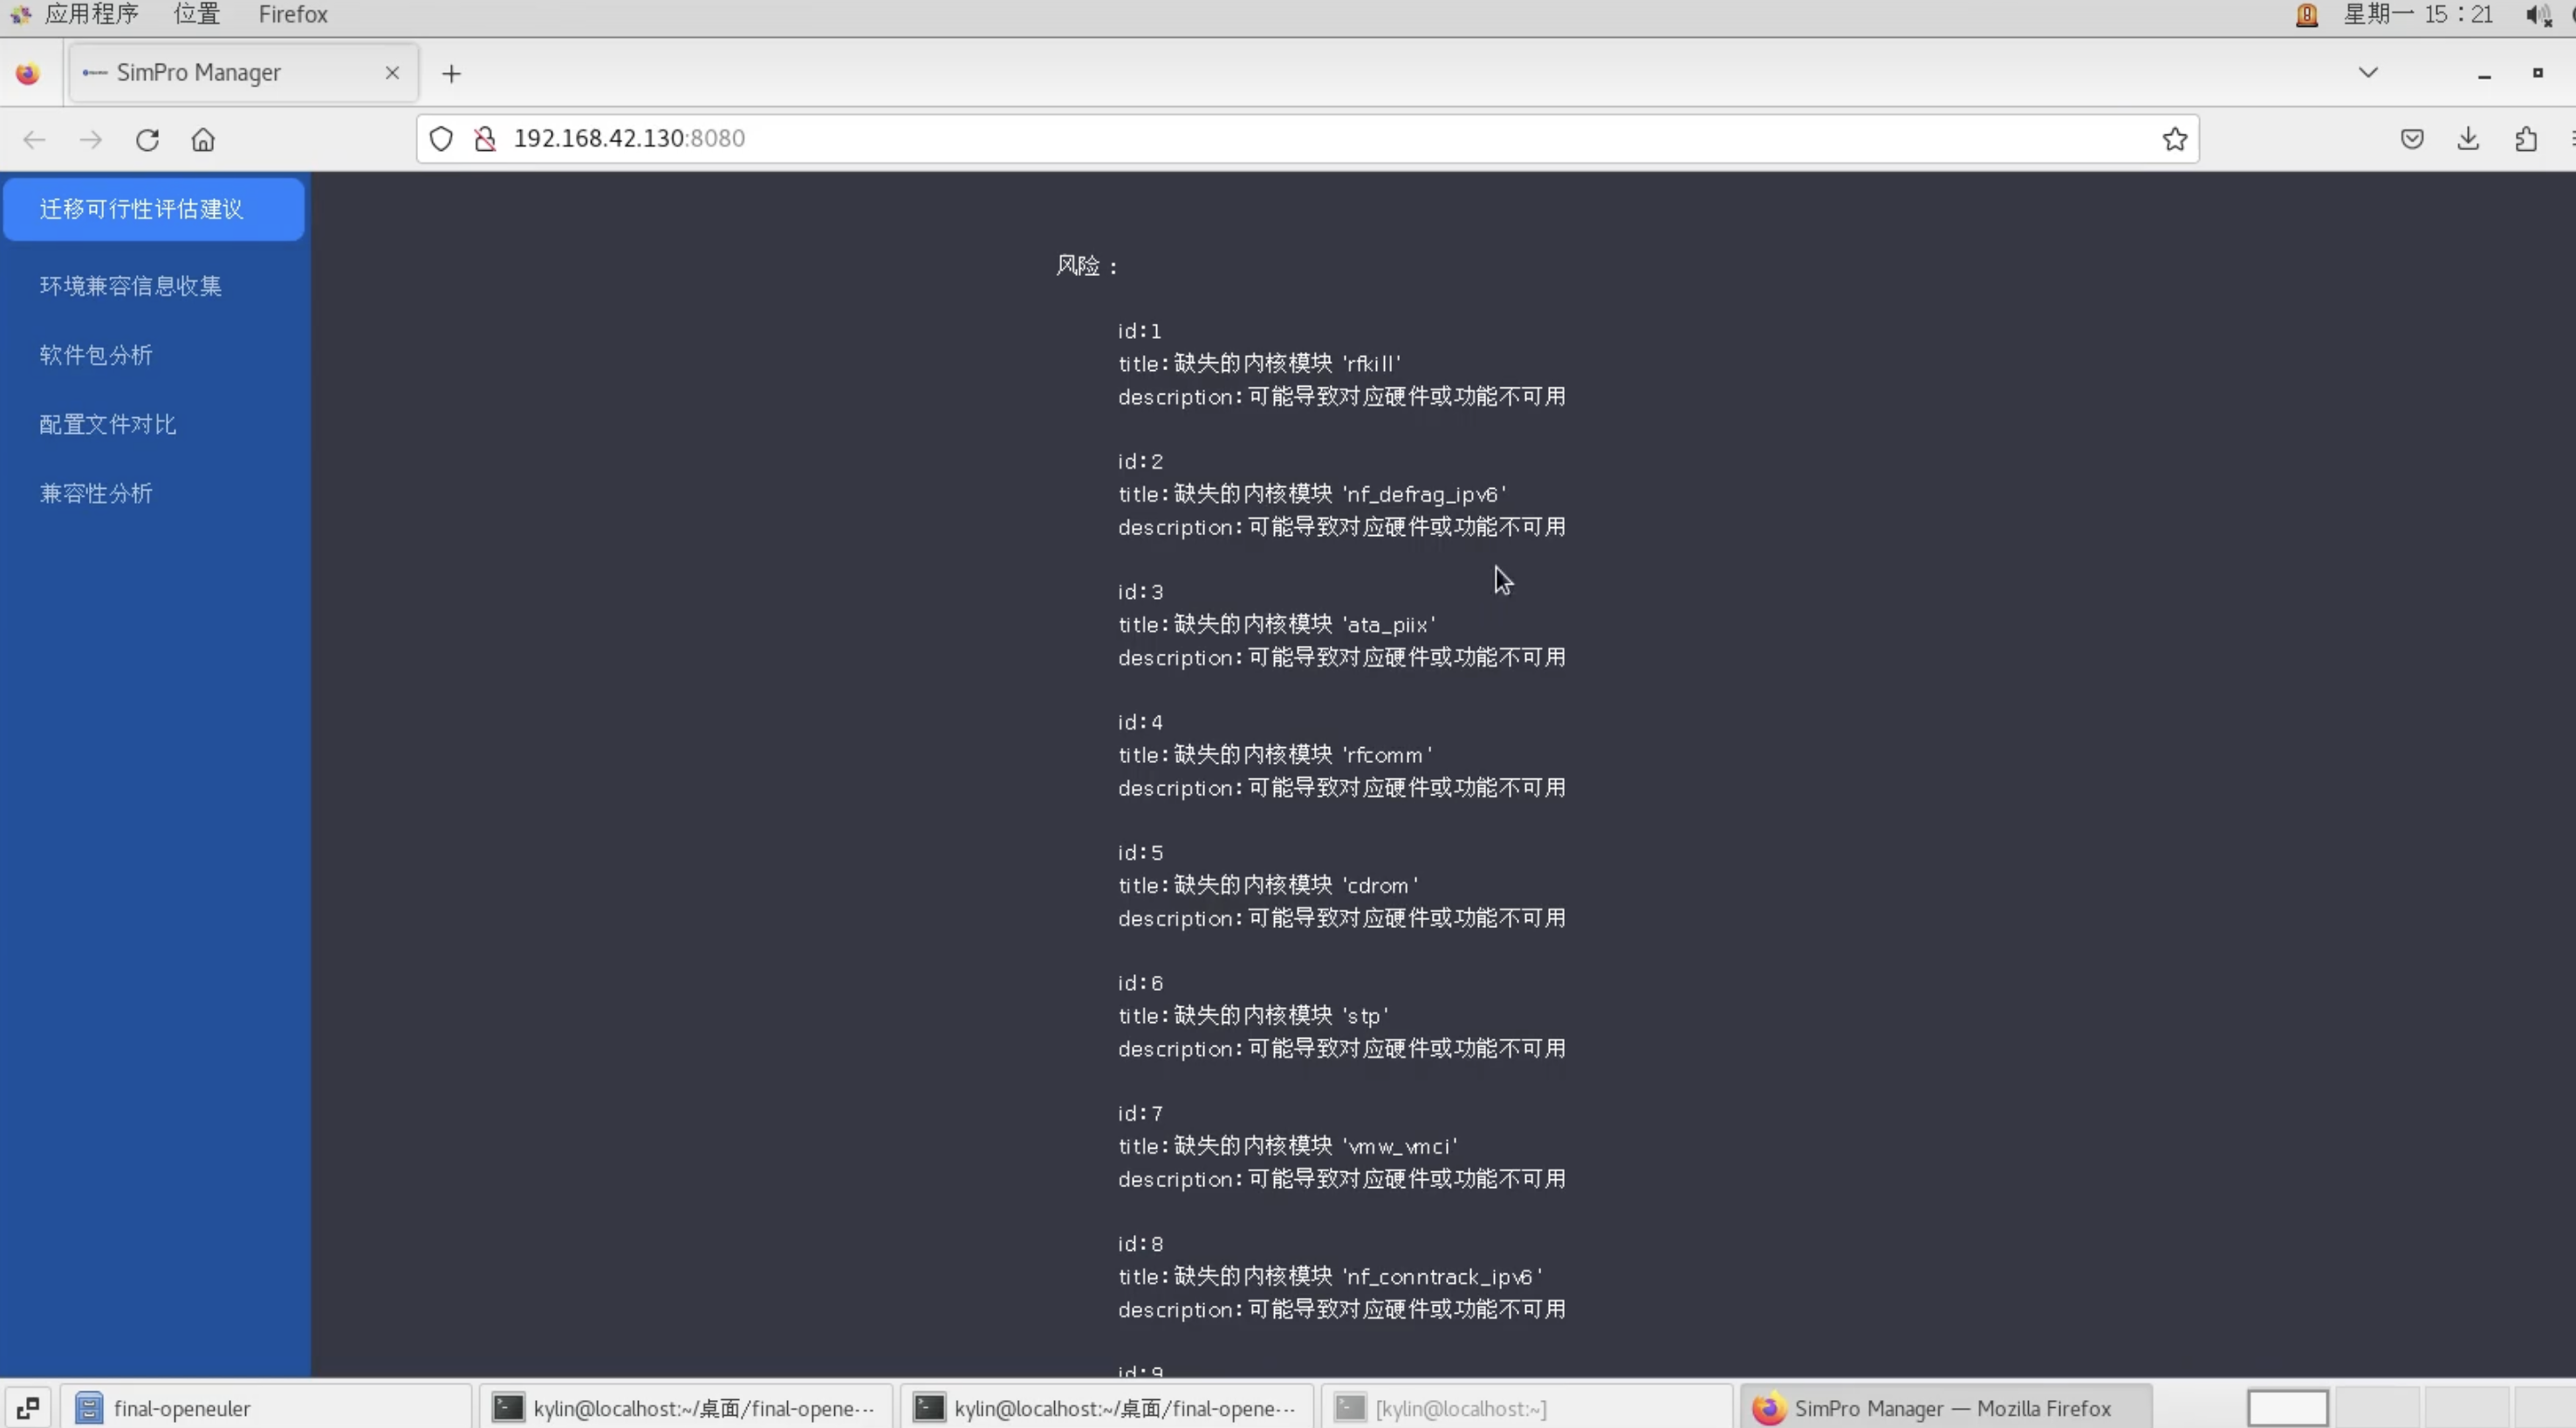 应用程序 位置 Firefox 星期一 15：21
SimPro Manager
192.168.42.130:8080
迁移可行性评估建议
环境兼容信息收集
软件包分析
配置文件对比
兼容性分析
风险：
id:1
title:缺失的内核模块 'rfkill'
description:可能导致对应硬件或功能不可用
id:2
title:缺失的内核模块 'nf_defrag_ipv6'
description:可能导致对应硬件或功能不可用
id:3
title:缺失的内核模块 'ata_piix'
description:可能导致对应硬件或功能不可用
id:4
title:缺失的内核模块 'rfcomm'
description:可能导致对应硬件或功能不可用
id:5
title:缺失的内核模块 'cdrom'
description:可能导致对应硬件或功能不可用
id:6
title:缺失的内核模块 'stp'
description:可能导致对应硬件或功能不可用
id:7
title:缺失的内核模块 'vmw_vmci'
description:可能导致对应硬件或功能不可用
id:8
title:缺失的内核模块 'nf_conntrack_ipv6'
description:可能导致对应硬件或功能不可用
id:9
final-openeuler
kylin@localhost:~/桌面/final-opene···
kylin@localhost:~/桌面/final-opene···
[kylin@localhost:~]
SimPro Manager — Mozilla Firefox